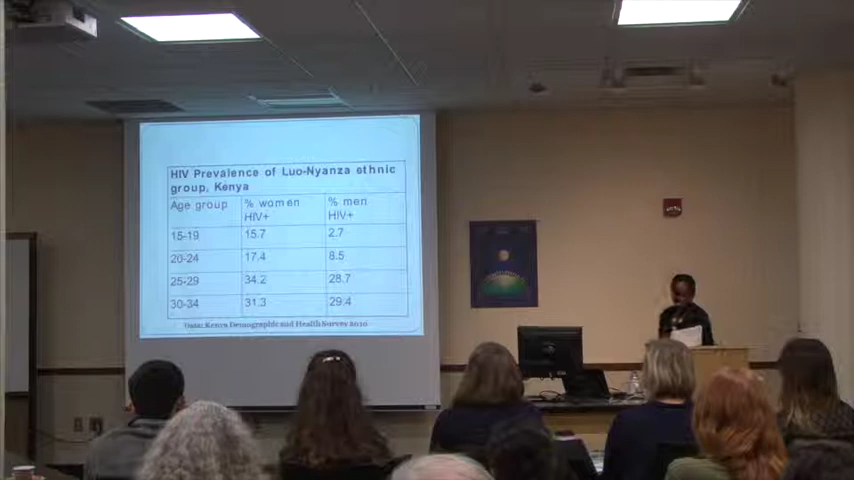 HIV Prevalence of Luo-Nyanza ethnic
group, Kenya
Age group % women HIV+ % men HIV+
15-19 15.7 2.7
20-24 17.4 8.5
25-29 34.2 28.7
30-34 31.3 29.4
Data: Kenya Demographic and Health Survey 2010